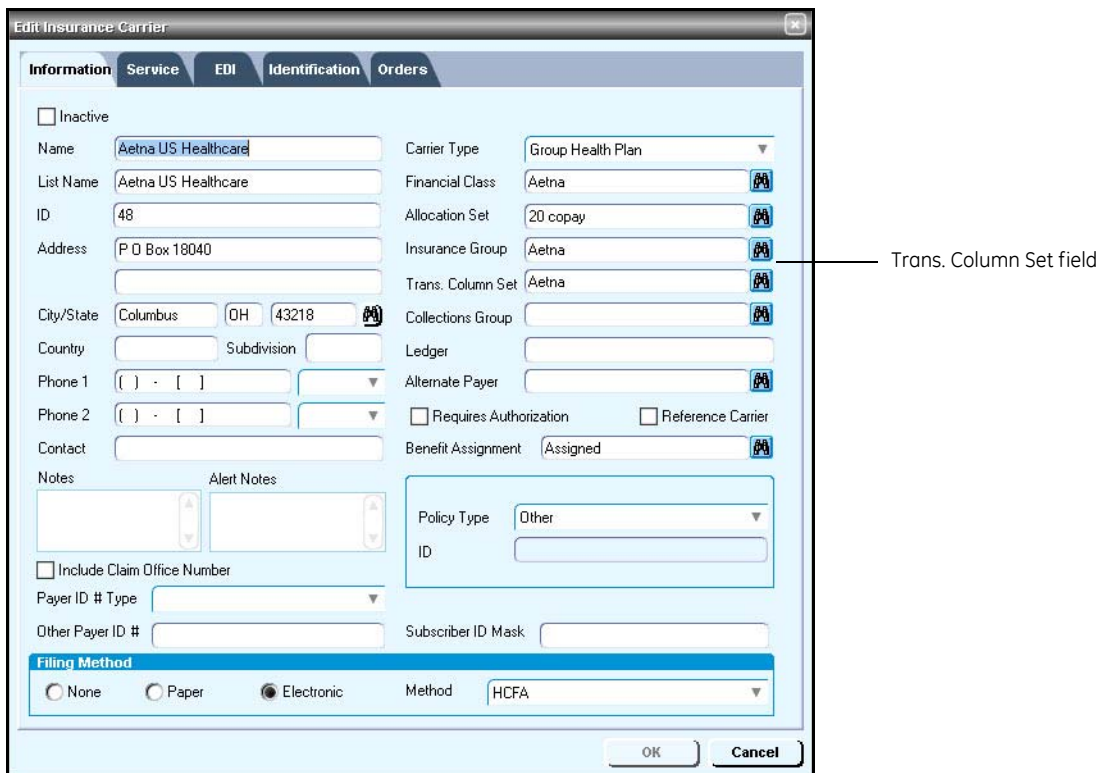 Edit Insurance Carrier
Information Service EDI Identification Orders
Inactive
Name Aetna US Healthcare Carrier Type Group Health Plan
List Name Aetna US Healthcare Financial Class Aetna
ID 48 Allocation Set 20 copay
Address P O Box 18040 Insurance Group Aetna
Trans. Column Set field
Trans. Column Set Aetna
City/State Columbus OH 43218 Collections Group
Country Subdivision Ledger
Phone 1 ( ) - [ ] Alternate Payer
Phone 2 ( ) - [ ] Requires Authorization Reference Carrier
Contact Benefit Assignment Assigned
Notes Alert Notes
Policy Type Other
ID
Include Claim Office Number
Payer ID # Type
Other Payer ID # Subscriber ID Mask
Filing Method
None Paper Electronic Method HCFA
OK Cancel